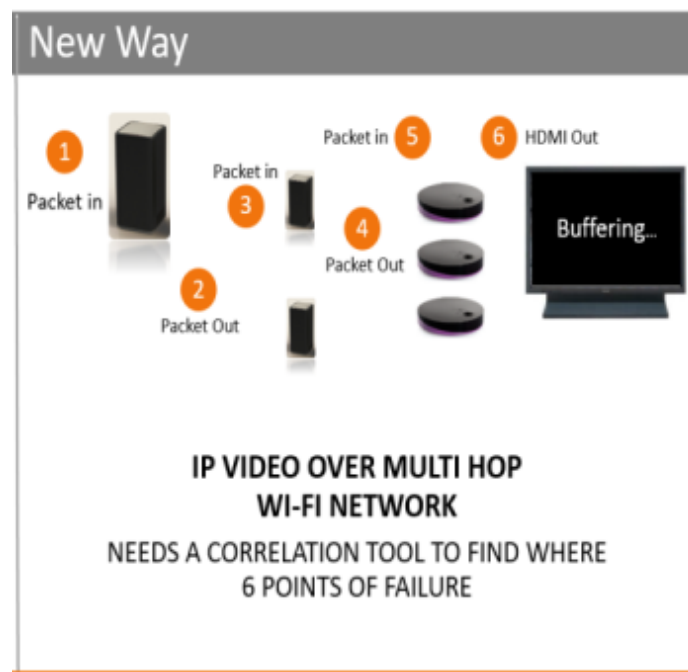 New Way
1
Packet in
2
Packet Out
Packet in
3
4
Packet Out
Packet in 5
6 HDMI Out
Buffering...
IP VIDEO OVER MULTI HOP
WI-FI NETWORK
NEEDS A CORRELATION TOOL TO FIND WHERE
6 POINTS OF FAILURE